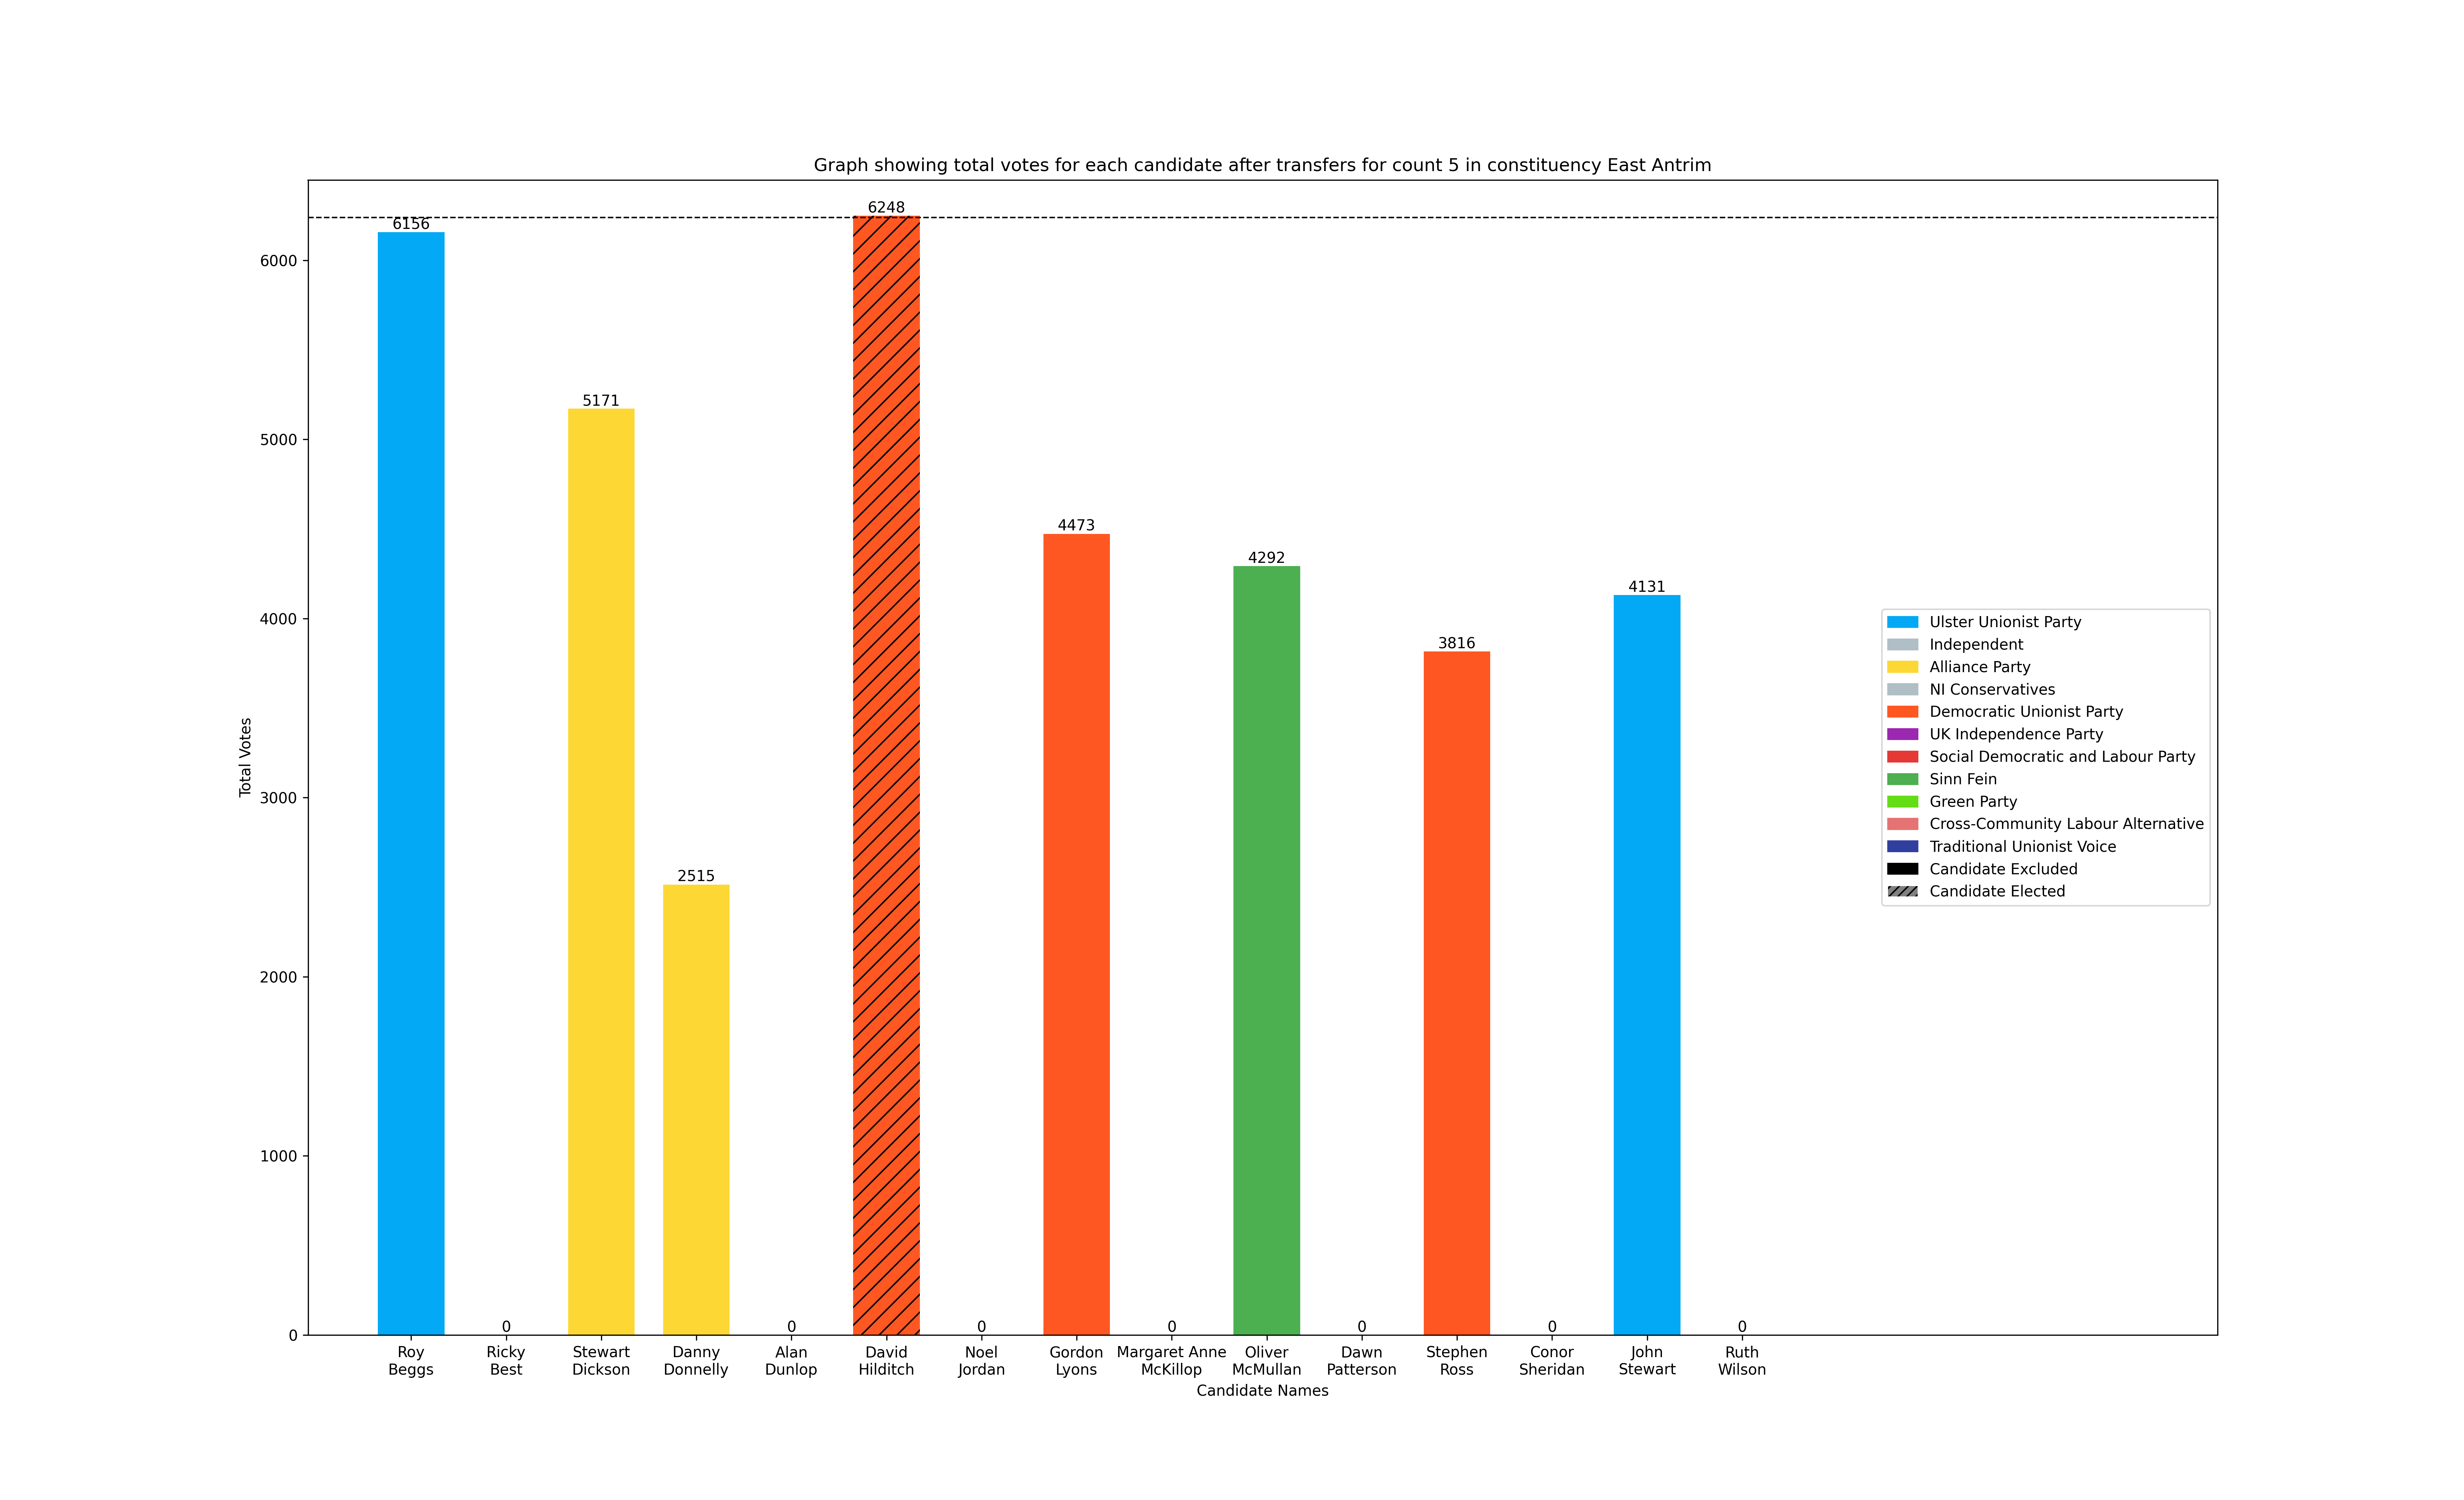 Graph showing total votes for each candidate after transfers for count 5 in constituency East Antrim
Total Votes
6000
5000
4000
3000
2000
1000
0
6156
0
5171
2515
0
6248
0
4473
0
4292
0
3816
0
4131
0
Roy
Beggs
Ricky
Best
Stewart
Dickson
Danny
Donnelly
Alan
Dunlop
David
Hilditch
Noel
Jordan
Gordon
Lyons
Margaret Anne
McKillop
Oliver
McMullan
Dawn
Patterson
Stephen
Ross
Conor
Sheridan
John
Stewart
Ruth
Wilson
Candidate Names
Ulster Unionist Party
Independent
Alliance Party
NI Conservatives
Democratic Unionist Party
UK Independence Party
Social Democratic and Labour Party
Sinn Fein
Green Party
Cross-Community Labour Alternative
Traditional Unionist Voice
Candidate Excluded
Candidate Elected